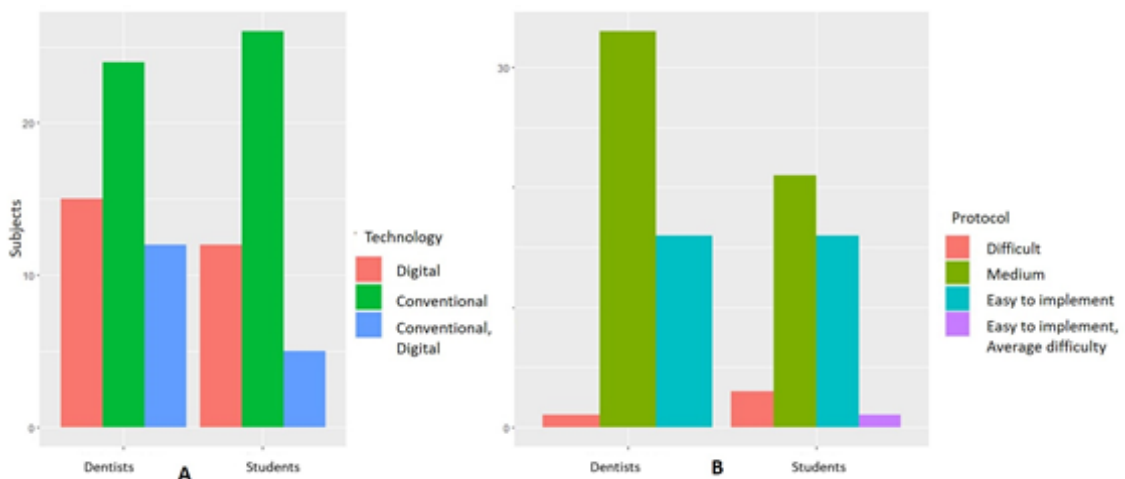 Subjects
20
10
0
Dentists
Students
A
Technology
Digital
Conventional
Conventional,
Digital
30
0
Dentists
Students
B
Protocol
Difficult
Medium
Easy to implement
Easy to implement,
Average difficulty